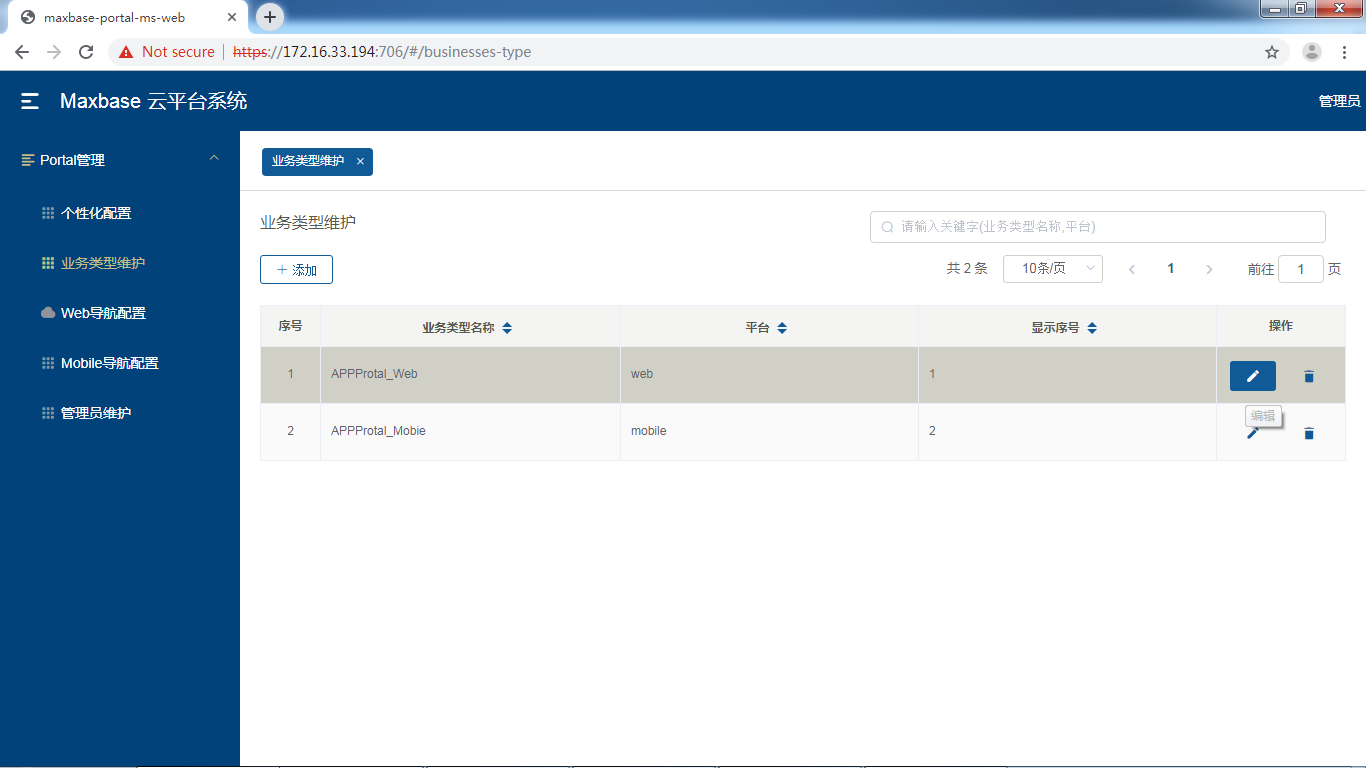 maxbase-portal-ms-web
Not secure https://172.16.33.194:706/#/businesses-type
Maxbase 云平台系统
管理员
Portal管理
个性化配置
业务类型维护
Web导航配置
Mobile导航配置
管理员维护
业务类型维护
业务类型维护
请输入关键字(业务类型名称,平台)
添加
共 2 条 10条/页 1 前往 1 页
序号 业务类型名称 平台 显示序号 操作
1 APPProtal_Web web 1
编辑
2 APPProtal_Mobie mobile 2